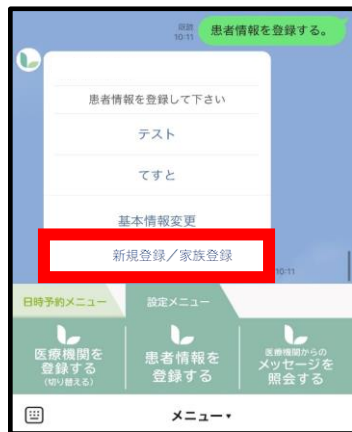 既読
10:11
患者情報を登録する。
患者情報を登録して下さい
テスト
てすと
基本情報変更
新規登録／家族登録
10:11
日時予約メニュー
設定メニュー
医療機関を
登録する
(切り替える)
患者情報を
登録する
医療機関からの
メッセージを
照会する
メニュー▾